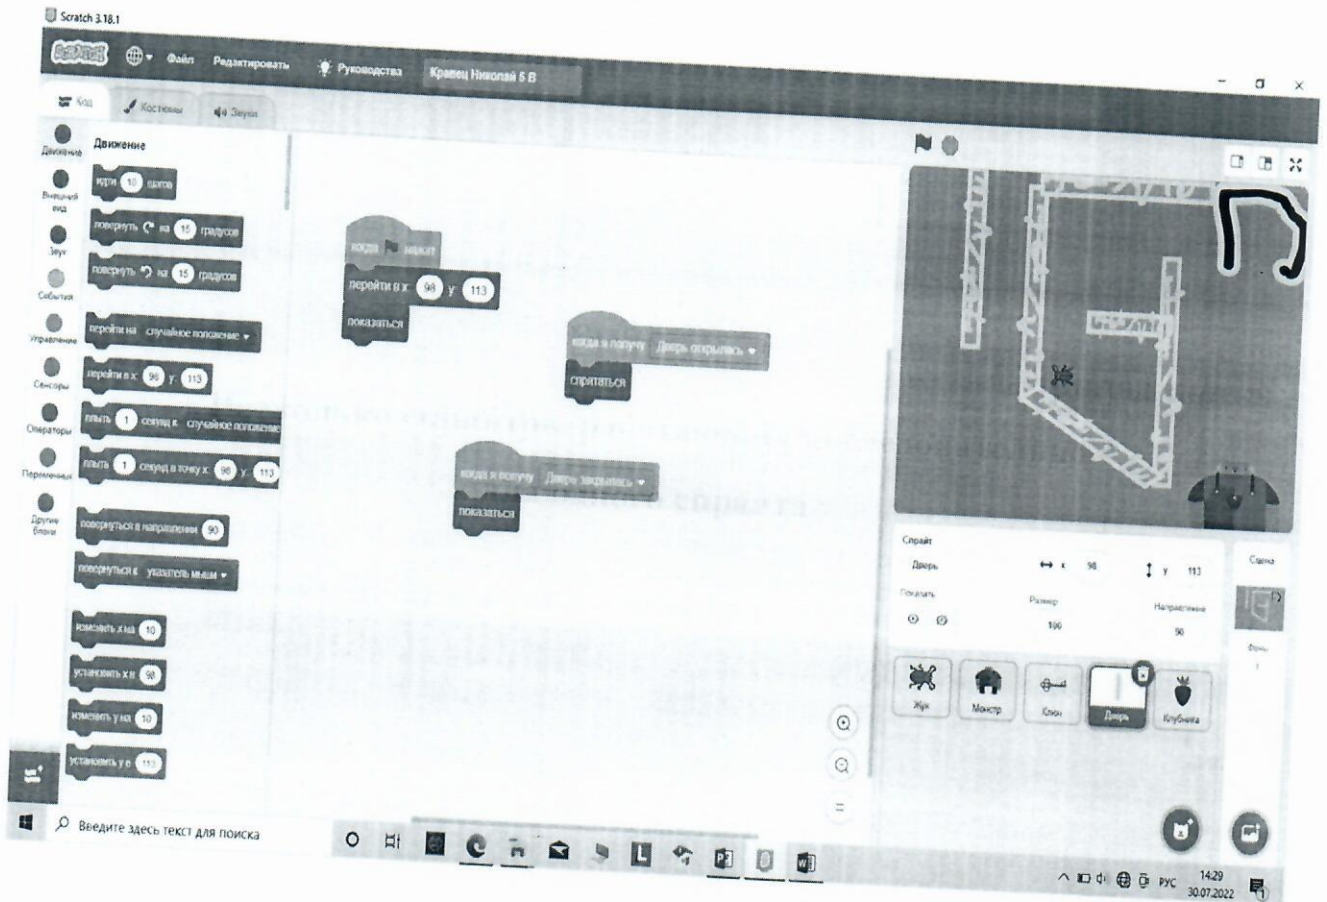 Scratch 3.18.1
SCRATCH Файл Редактировать Руководства Кравец Николай 5 В
Код Костюмы Звуки
Движение
Внешний вид
Звук
События
Управление
Сенсоры
Операторы
Переменные
Другие блоки
Движение
идти 10 шагов
повернуть на 15 градусов
повернуть на 15 градусов
перейти на случайное положение
перейти в x: 98 y: 113
плыть 1 секунд к случайное положение
плыть 1 секунд в точку x: 98 y: 113
повернуться в направлении 90
повернуться к указатель мыши
изменить x на 10
установить x в 98
изменить y на 10
установить y в 113
когда нажат
перейти в x: 98 y: 113
показаться
когда я получу Дверь открылась
спрятаться
когда я получу Дверь закрылась
показаться
Спрайт
Дверь x 98 y 113
Показать Размер Направление
100 90
Сцена
Фоны
1
Жук Монстр Ключ Дверь Клубника
Введите здесь текст для поиска
РУС 14:29
30.07.2022